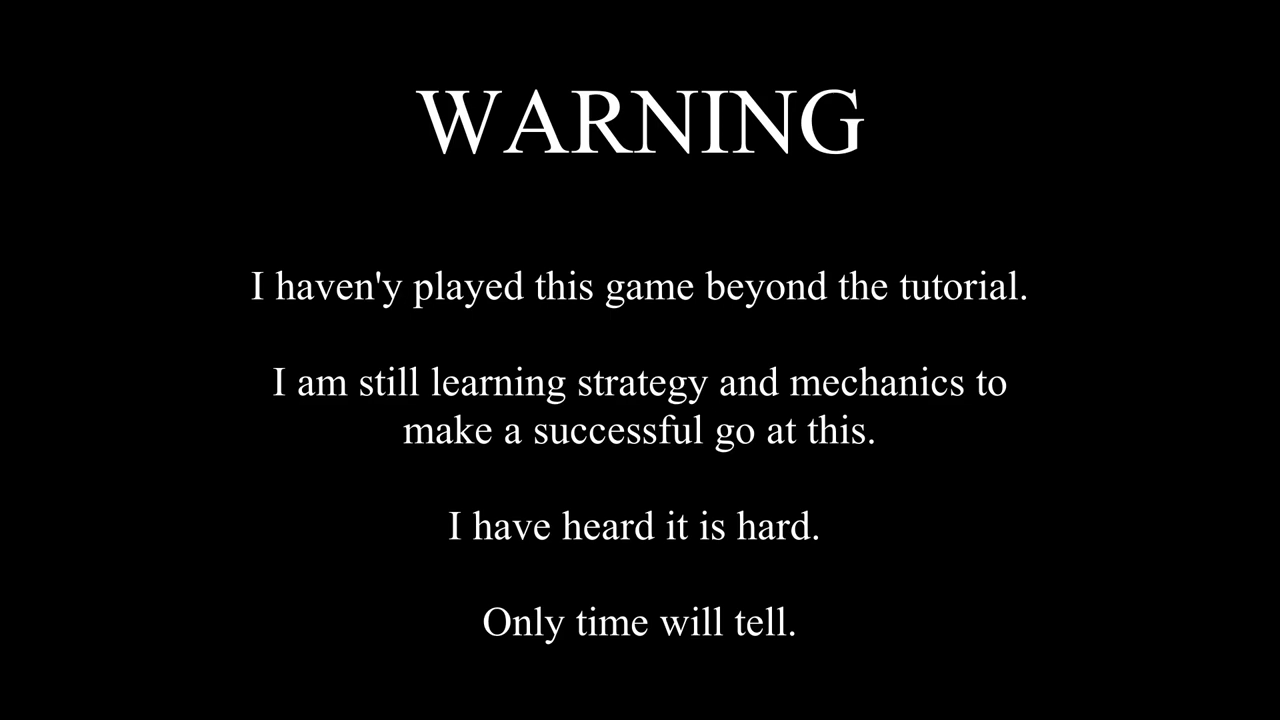 WARNING
I haven'y played this game beyond the tutorial.
I am still learning strategy and mechanics to
make a successful go at this.
I have heard it is hard.
Only time will tell.